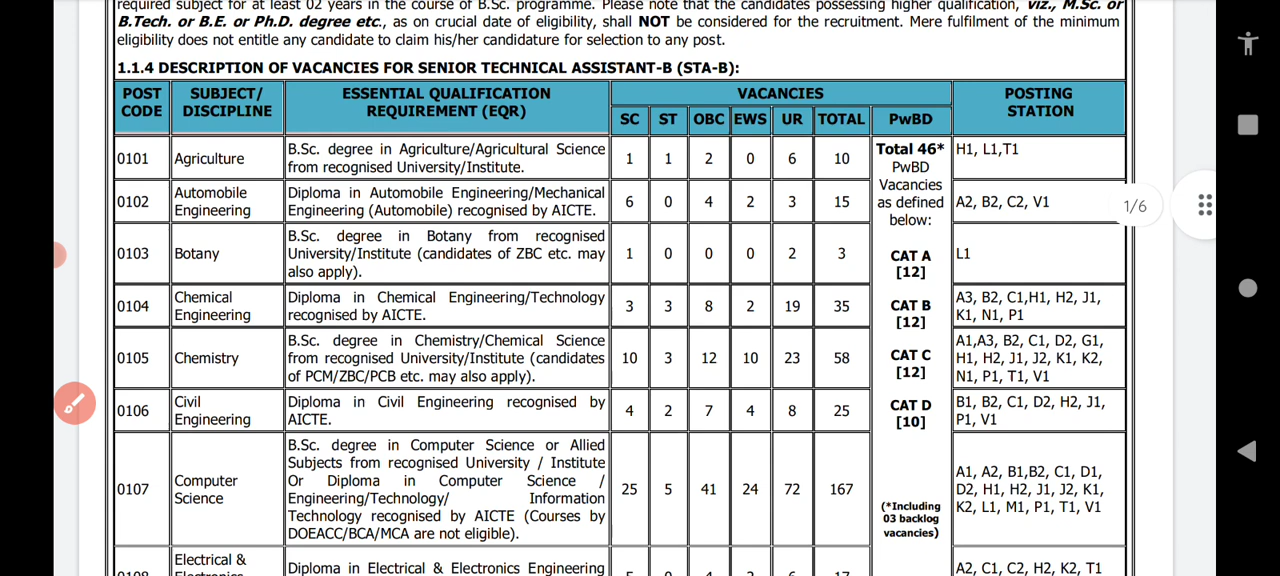 required subject for at least 02 years in the course of B.Sc. programme. Please note that the candidates possessing higher qualification, viz., M.Sc. or
B.Tech. or B.E. or Ph.D. degree etc., as on crucial date of eligibility, shall NOT be considered for the recruitment. Mere fulfilment of the minimum
eligibility does not entitle any candidate to claim his/her candidature for selection to any post.
1.1.4 DESCRIPTION OF VACANCIES FOR SENIOR TECHNICAL ASSISTANT-B (STA-B):
POST CODE SUBJECT/ DISCIPLINE ESSENTIAL QUALIFICATION REQUIREMENT (EQR) VACANCIES POSTING STATION
SC ST OBC EWS UR TOTAL PwBD
0101 Agriculture B.Sc. degree in Agriculture/Agricultural Science
from recognised University/Institute.
1 1 2 0 6 10 H1, L1,T1
0102 Automobile
Engineering
Diploma in Automobile Engineering/Mechanical
Engineering (Automobile) recognised by AICTE.
6 0 4 2 3 15 A2, B2, C2, V1
0103 Botany
B.Sc. degree in Botany from recognised
University/Institute (candidates of ZBC etc. may
also apply).
1 0 0 0 2 3 L1
0104 Chemical
Engineering
Diploma in Chemical Engineering/Technology
recognised by AICTE.
3 3 8 2 19 35
A3, B2, C1,H1, H2, J1,
K1, N1, P1
0105 Chemistry
B.Sc. degree in Chemistry/Chemical Science
from recognised University/Institute (candidates
of PCM/ZBC/PCB etc. may also apply).
10 3 12 10 23 58
A1,A3, B2, C1, D2, G1,
H1, H2, J1, J2, K1, K2,
N1, P1, T1, V1
0106 Civil
Engineering
Diploma in Civil Engineering recognised by
AICTE.
4 2 7 4 8 25
B1, B2, C1, D2, H2, J1,
P1, V1
0107 Computer
Science
B.Sc. degree in Computer Science or Allied
Subjects from recognised University / Institute
Or Diploma in Computer Science /
Engineering/Technology/ Information
Technology recognised by AICTE (Courses by
DOEACC/BCA/MCA are not eligible).
25 5 41 24 72 167
A1, A2, B1,B2, C1, D1,
D2, H1, H2, J1, J2, K1,
K2, L1, M1, P1, T1, V1
Total 46*
PwBD
Vacancies
as defined
below:
CAT A
[12]
CAT B
[12]
CAT C
[12]
CAT D
[10]
(*Including
03 backlog
vacancies)
Electrical &
Diploma in Electrical & Electronics Engineering
A2, C1, C2, H2, K2, T1
1/6